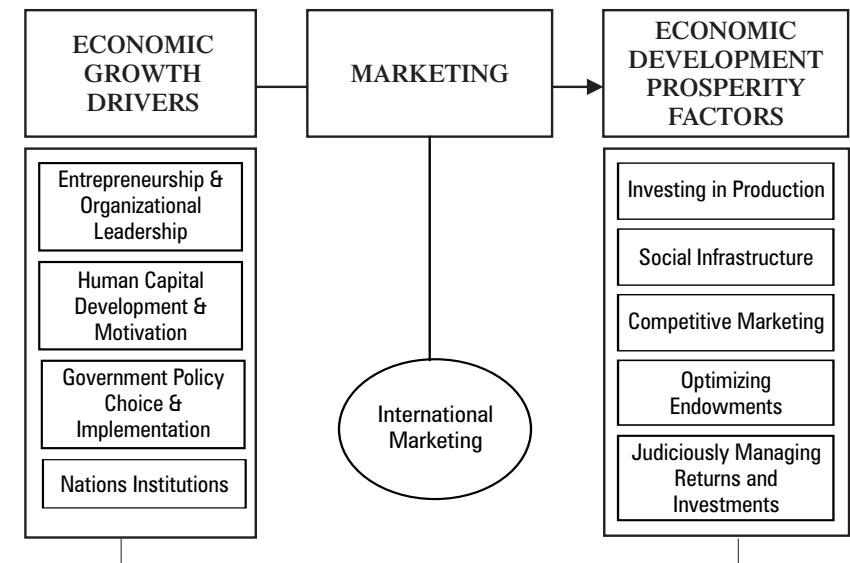 ECONOMIC
GROWTH
DRIVERS
MARKETING
ECONOMIC
DEVELOPMENT
PROSPERITY
FACTORS
Entrepreneurship &
Organizational
Leadership
Human Capital
Development &
Motivation
Government Policy
Choice &
Implementation
Nations Institutions
International
Marketing
Investing in Production
Social Infrastructure
Competitive Marketing
Optimizing
Endowments
Judiciously Managing
Returns and
Investments